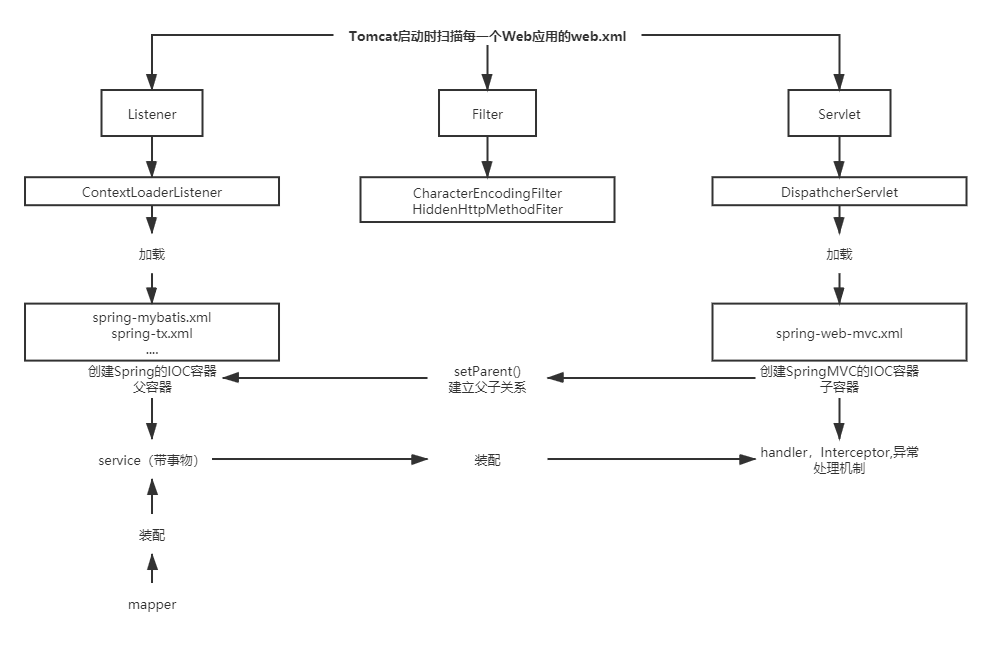 Tomcat启动时扫描每一个Web应用的web.xml
Listener
Filter
Servlet
ContextLoaderListener
CharacterEncodingFilter
HiddenHttpMethodFiter
DispathcherServlet
加载
加载
spring-mybatis.xml
spring-tx.xml
....
spring-web-mvc.xml
创建Spring的IOC容器
父容器
setParent()
建立父子关系
创建SpringMVC的IOC容器
子容器
service（带事物）
装配
handler，Interceptor,异常
处理机制
装配
mapper